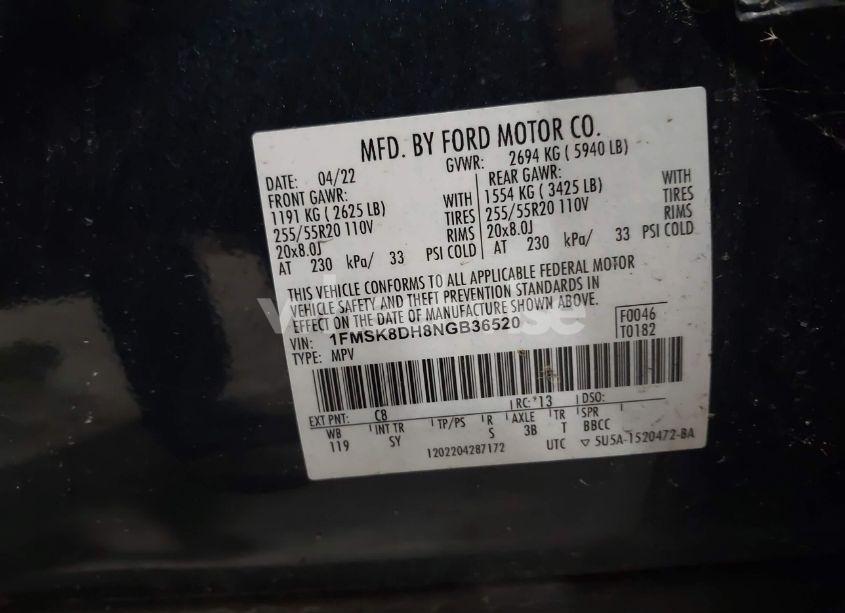 MFD. BY FORD MOTOR CO.
DATE: 04/22 GVWR: 2694 KG ( 5940 LB)
FRONT GAWR: WITH REAR GAWR: WITH
1191 KG ( 2625 LB) TIRES 1554 KG ( 3425 LB) TIRES
255/55R20 110V RIMS 255/55R20 110V RIMS
20x8.0J 20x8.0J
AT 230 kPa/ 33 PSI COLD AT 230 kPa/ 33 PSI COLD
THIS VEHICLE CONFORMS TO ALL APPLICABLE FEDERAL MOTOR
VEHICLE SAFETY AND THEFT PREVENTION STANDARDS IN
EFFECT ON THE DATE OF MANUFACTURE SHOWN ABOVE.
VIN: 1FMSK8DH8NGB36520 F0046
TYPE: MPV T0182
EXT PNT: C8 RC: *13 DSO:
WB INT TR TP/PS R AXLE TR SPR
119 SY S 3B T BBCC
1202204287172 UTC ▽ 5U5A-1520472-BA